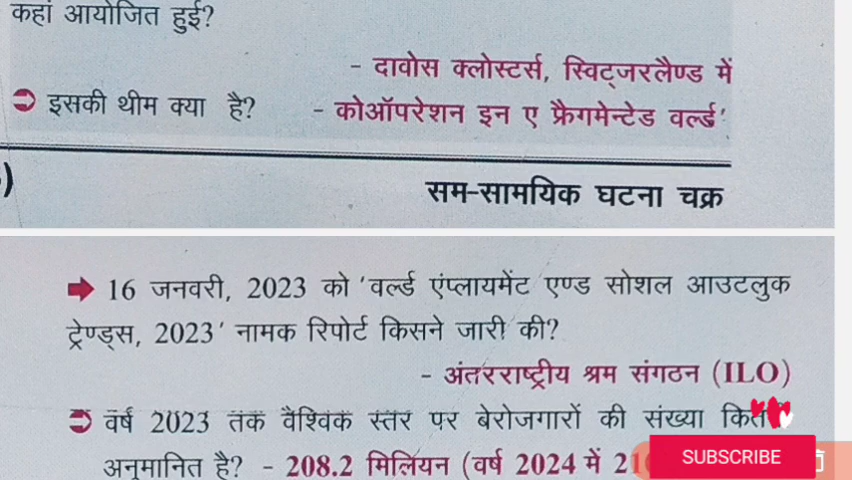 कहां आयोजित हुई?
- दावोस क्लोस्टर्स, स्विट्जरलैण्ड में
इसकी थीम क्या है? - कोऑपरेशन इन ए फ्रैगमेन्टेड वर्ल्ड'
)
सम-सामयिक घटना चक्र
16 जनवरी, 2023 को 'वर्ल्ड एंप्लायमेंट एण्ड सोशल आउटलुक
ट्रेण्ड्स, 2023' नामक रिपोर्ट किसने जारी की?
- अंतरराष्ट्रीय श्रम संगठन (ILO)
वर्ष 2023 तक वैश्विक स्तर पर बेरोजगारों की संख्या
अनुमानित है? - 208.2 मिलियन (वर्ष 2024 में
SUBSCRIBE